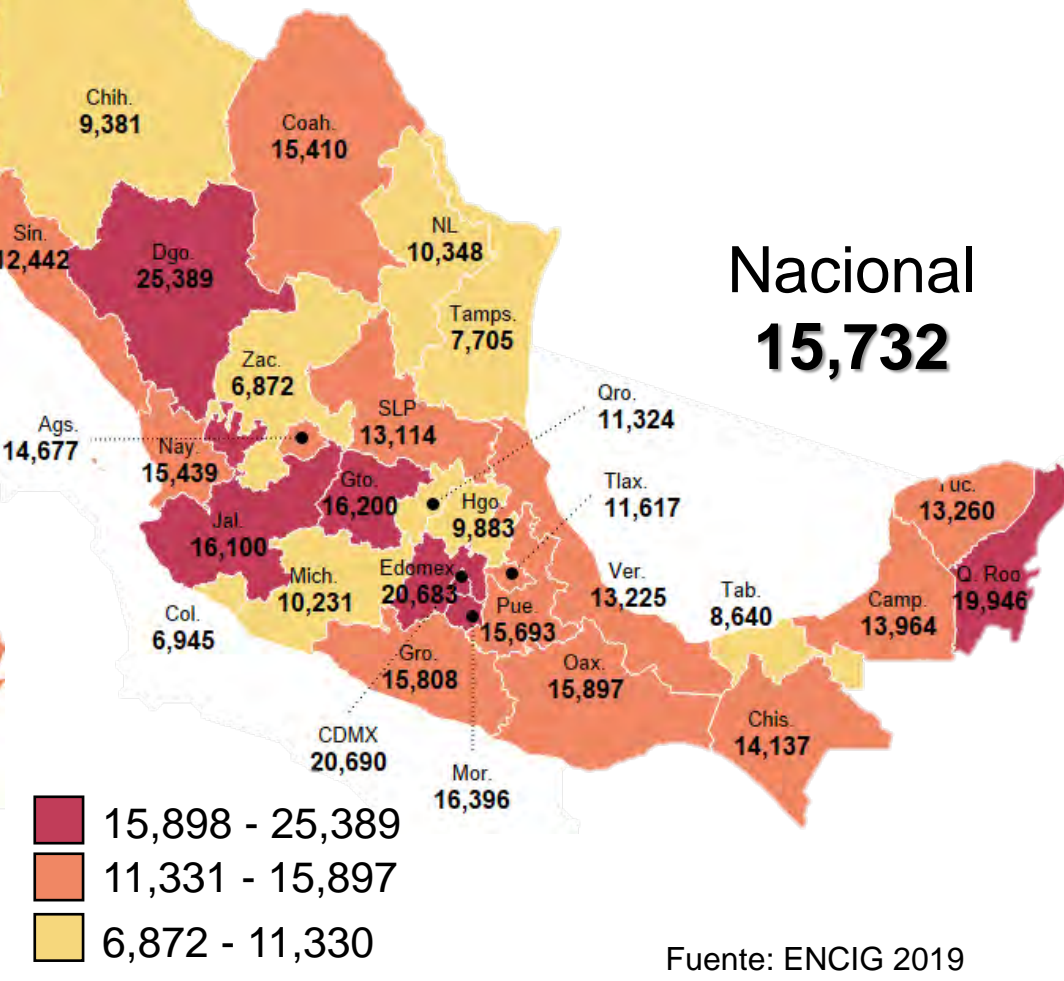 Chih.
9,381
Coah.
15,410
Sin.
12,442
Dgo.
25,389
NL
10,348
Tamps.
7,705
Nacional
15,732
Zac.
6,872
Ags.
14,677
Nay.
15,439
SLP
13,114
Qro.
11,324
Gto.
16,200
Hgo.
9,883
Tlax.
11,617
Jal.
16,100
Yuc.
13,260
Mich.
10,231
Edomex
20,683
Col.
6,945
Pue.
15,693
Ver.
13,225
Tab.
8,640
Camp.
13,964
Q. Roo
19,946
Gro.
15,808
Oax.
15,897
Chis.
14,137
CDMX
20,690
Mor.
16,396
15,898 - 25,389
11,331 - 15,897
6,872 - 11,330
Fuente: ENCIG 2019